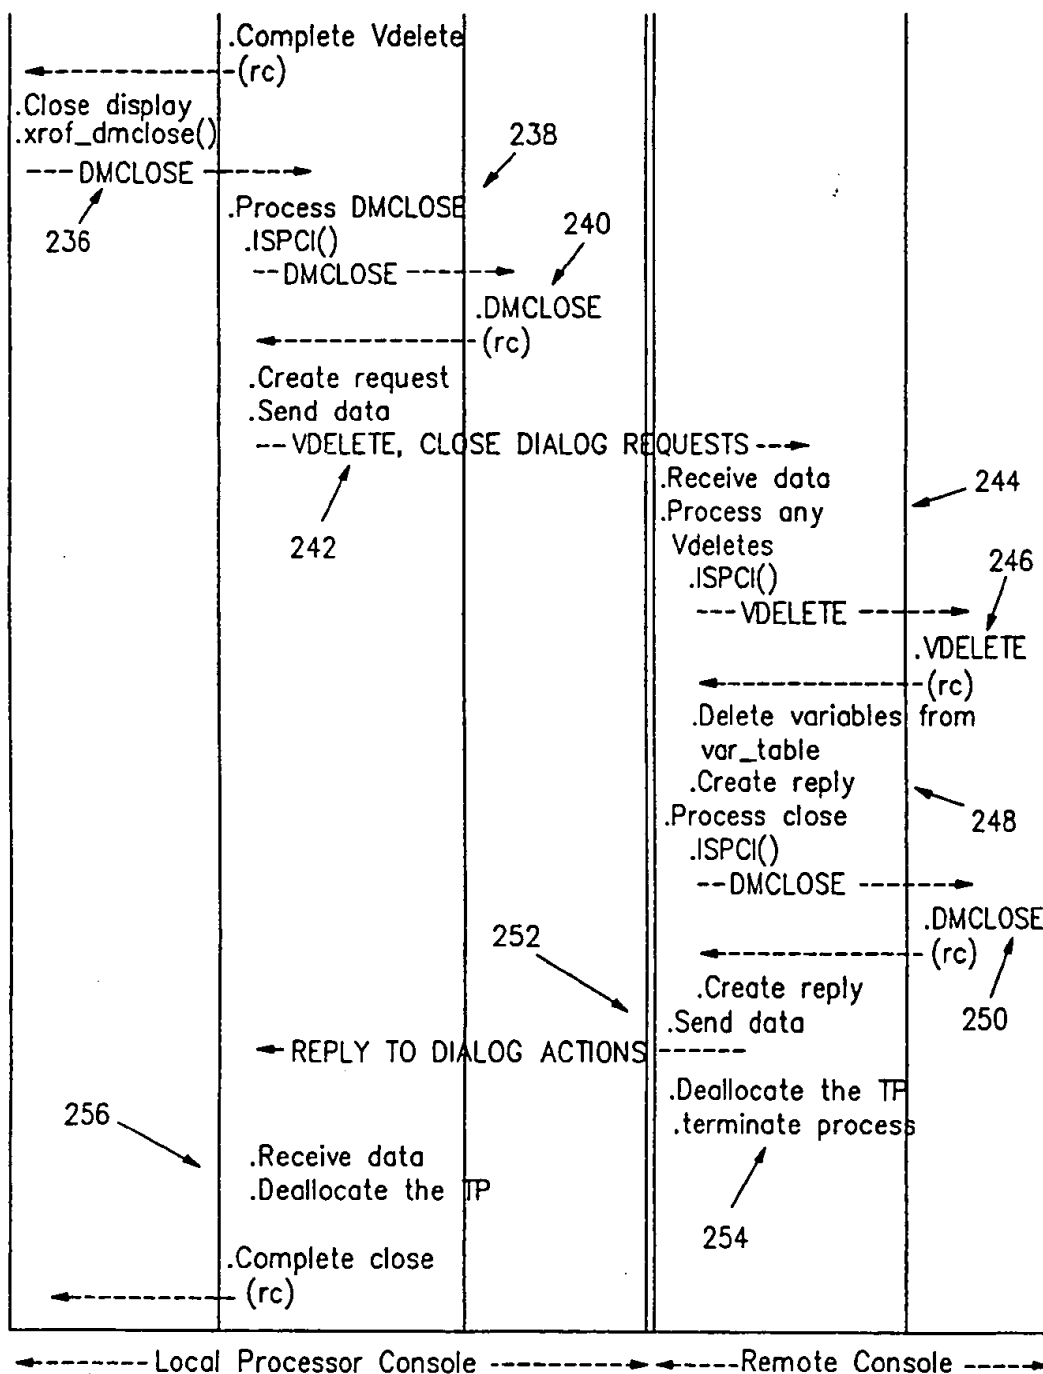 .Complete Vdelete
(rc)
.Close display
.xrof_dmclose()
DMCLOSE
238
.Process DMCLOSE
236
.ISPCI()
240
DMCLOSE
.DMCLOSE
(rc)
.Create request
.Send data
VDELETE, CLOSE DIALOG REQUESTS
.Receive data
244
.Process any
242
Vdeletes
246
.ISPCI()
VDELETE
.VDELETE
(rc)
.Delete variables from
var_table
.Create reply
.Process close
248
.ISPCI()
DMCLOSE
.DMCLOSE
252
(rc)
.Create reply
250
.Send data
REPLY TO DIALOG ACTIONS
.Deallocate the TP
256
.terminate process
.Receive data
.Deallocate the TP
254
.Complete close
(rc)
Local Processor Console
Remote Console